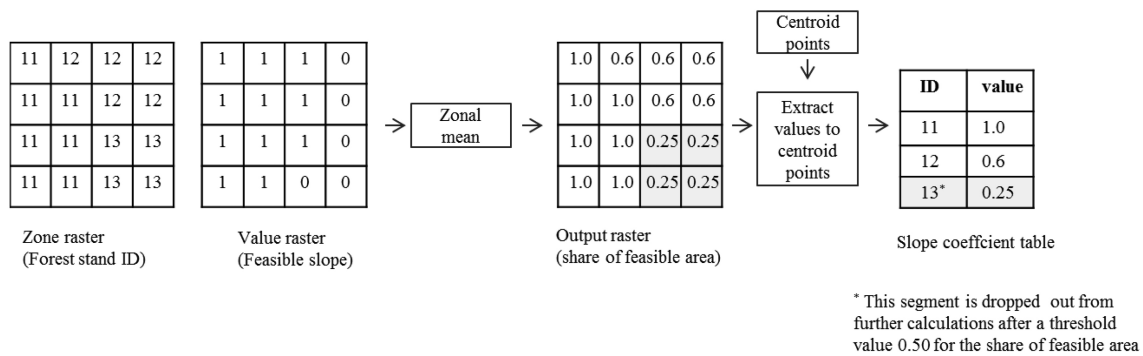 11 12 12 12
11 11 12 12
11 11 13 13
11 11 13 13
Zone raster
(Forest stand ID)
1 1 1 0
1 1 1 0
1 1 1 0
1 1 0 0
Value raster
(Feasible slope)
Zonal
mean
1.0 0.6 0.6 0.6
1.0 1.0 0.6 0.6
1.0 1.0 0.25 0.25
1.0 1.0 0.25 0.25
Output raster
(share of feasible area)
Centroid
points
Extract
values to
centroid
points
ID value
11 1.0
12 0.6
13* 0.25
Slope coeffcient table
* This segment is dropped out from
further calculations after a threshold
value 0.50 for the share of feasible area